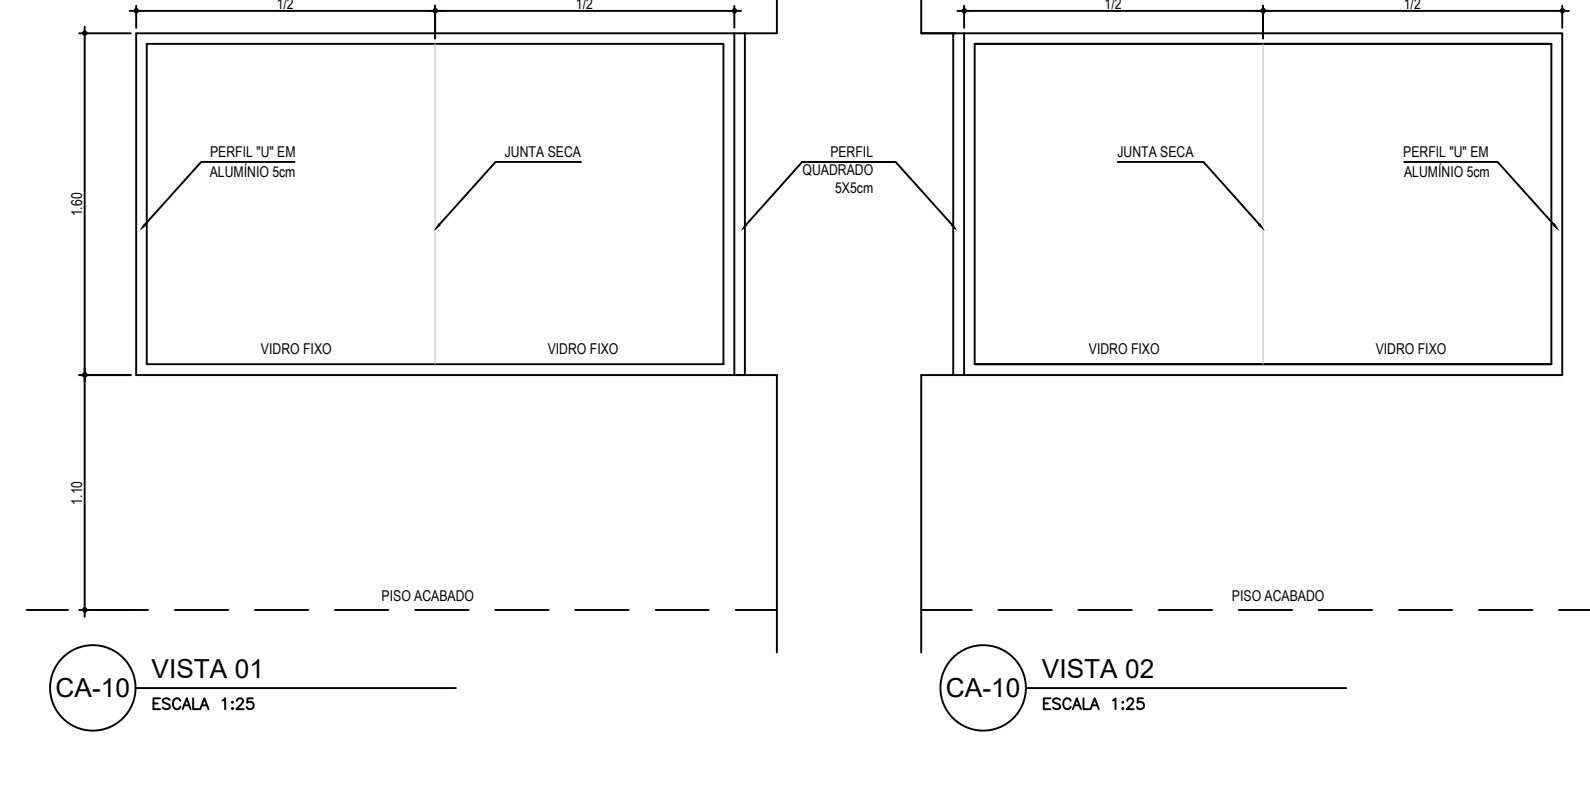 1/2
1/2
1/2
1/2
PERFIL "U" EM
ALUMÍNIO 5cm
JUNTA SECA
PERFIL
QUADRADO
5X5cm
JUNTA SECA
PERFIL "U" EM
ALUMÍNIO 5cm
1.60
VIDRO FIXO
VIDRO FIXO
VIDRO FIXO
VIDRO FIXO
1.10
PISO ACABADO
PISO ACABADO
CA-10
VISTA 01
ESCALA 1:25
CA-10
VISTA 02
ESCALA 1:25